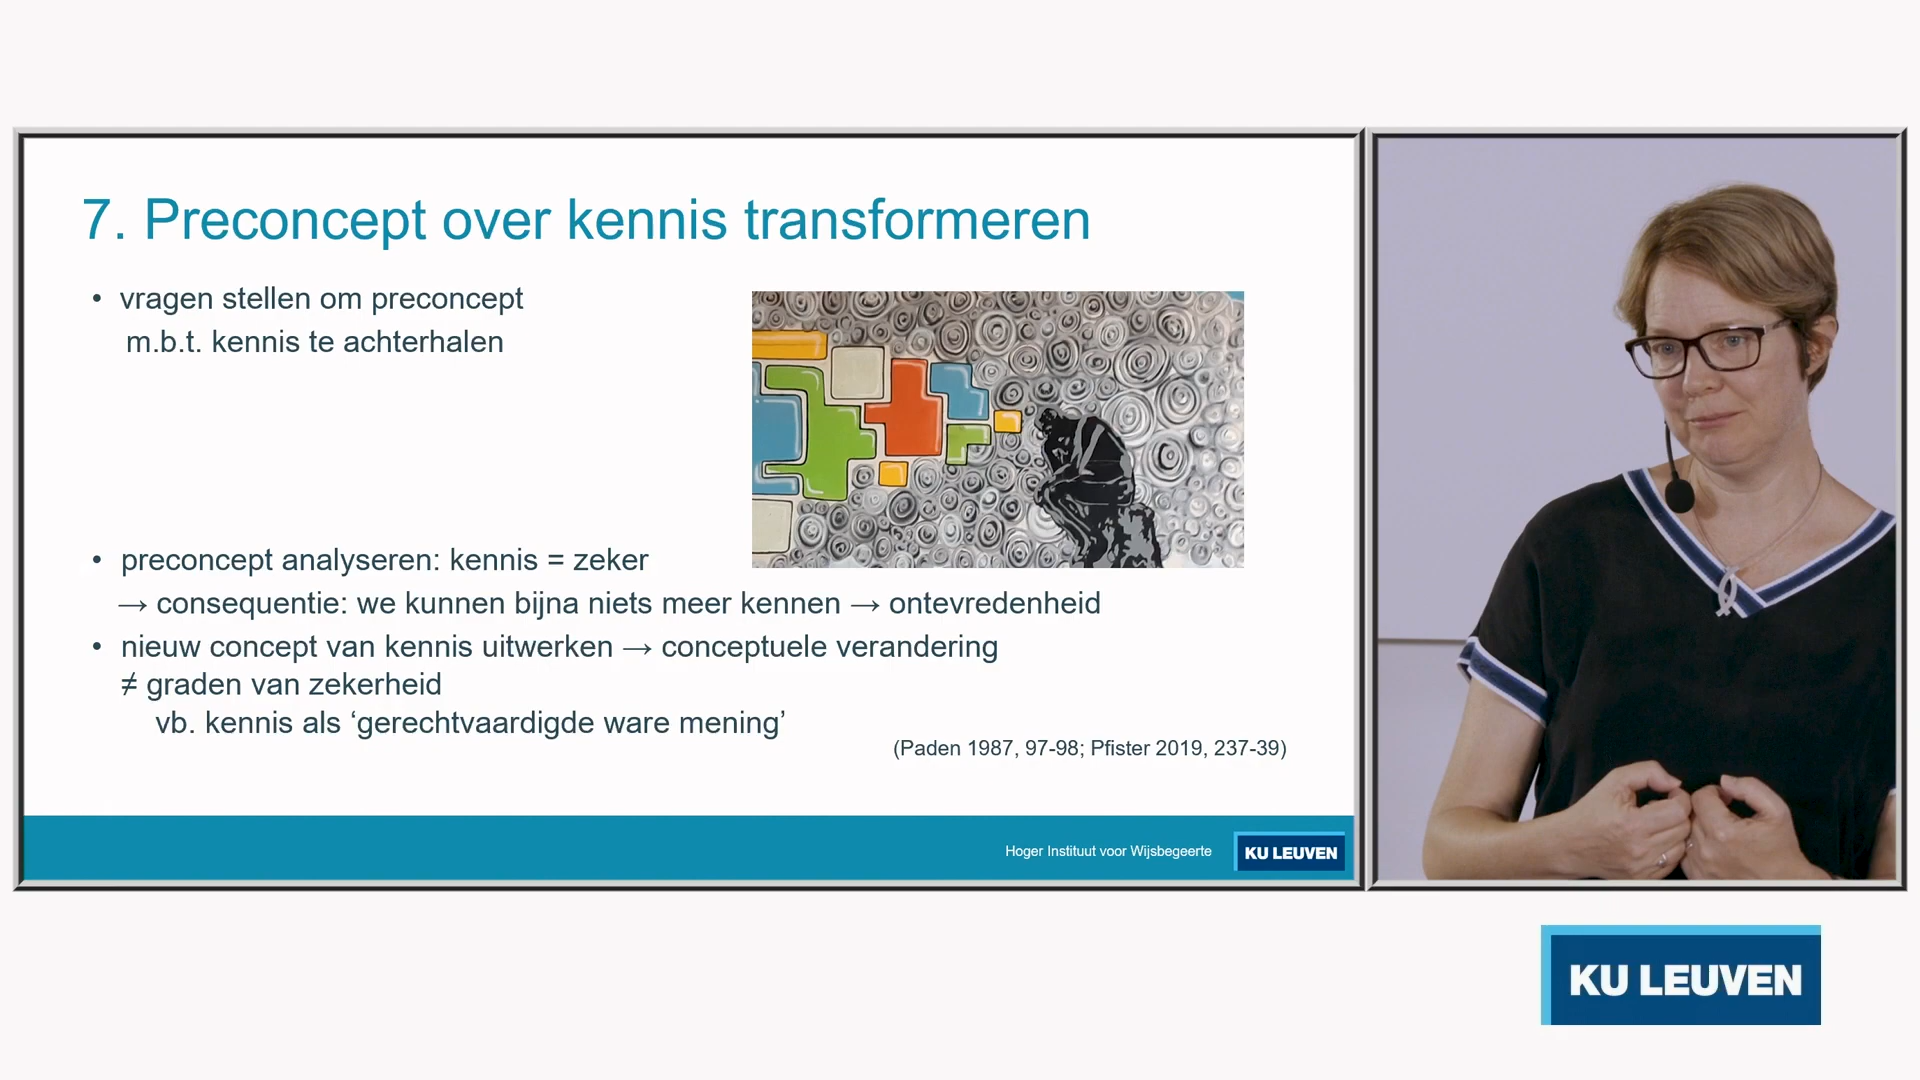 7. Preconcept over kennis transformeren
• vragen stellen om preconcept
m.b.t. kennis te achterhalen
• preconcept analyseren: kennis = zeker
→ consequentie: we kunnen bijna niets meer kennen → ontevredenheid
• nieuw concept van kennis uitwerken → conceptuele verandering
≠ graden van zekerheid
vb. kennis als ‘gerechtvaardigde ware mening’
(Paden 1987, 97-98; Pfister 2019, 237-39)
Hoger Instituut voor Wijsbegeerte
KU LEUVEN
KU LEUVEN